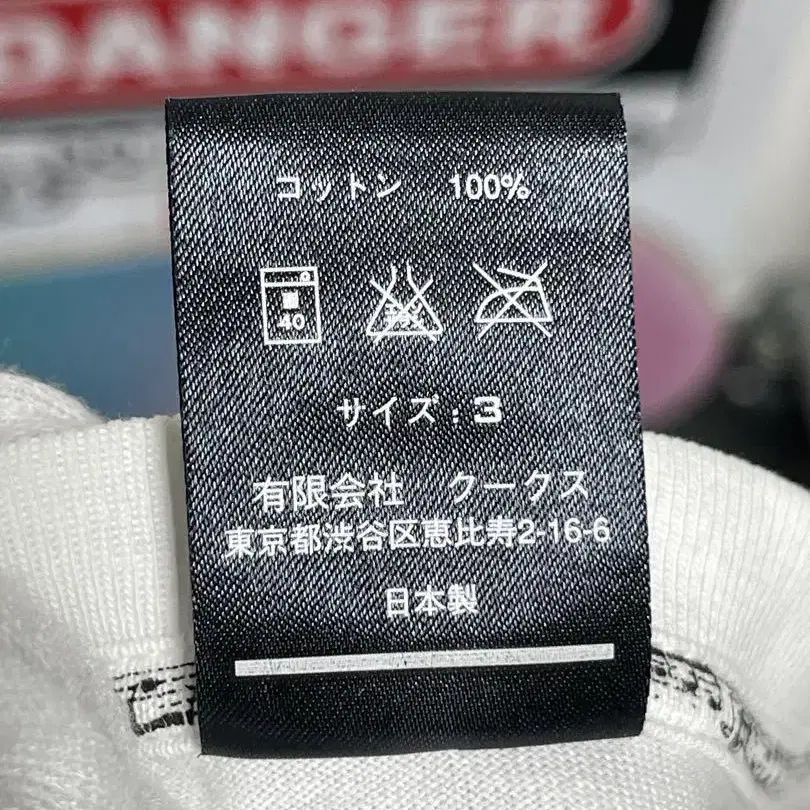 DANGER
コットン 100%
40
サイズ : 3
有限会社 クークス
東京都渋谷区恵比寿2-16-6
日本製